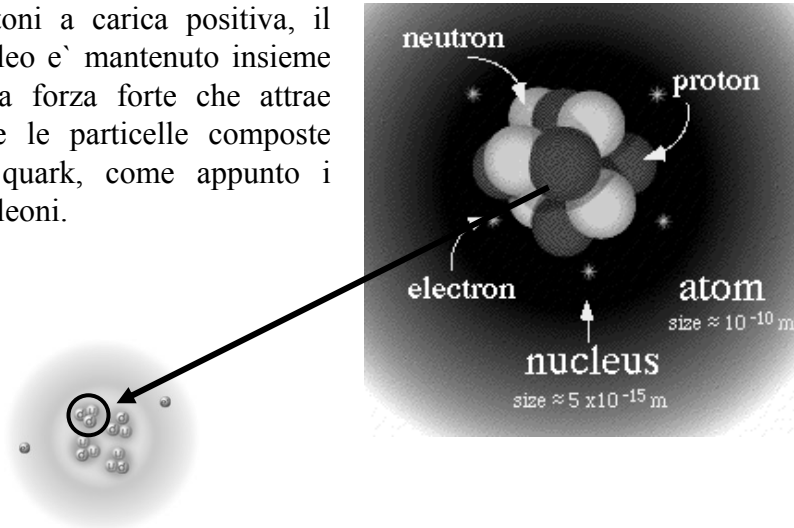 toni a carica positiva, il
leo e` mantenuto insieme
a forza forte che attrae
e le particelle composte
quark, come appunto i
leoni.
neutron
proton
electron
atom
size ≈ 10⁻¹⁰ m
nucleus
size ≈ 5 x10⁻¹⁵ m